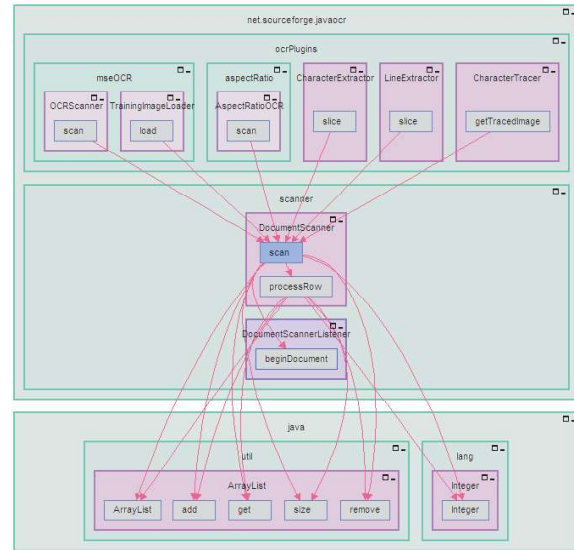 net.sourceforge.javaocr
ocrPlugins
mseOCR
aspectRatio
CharacterExtractor
LineExtractor
CharacterTracer
OCRScanner
TrainingImageLoader
AspectRatioOCR
slice
slice
getTracedImage
scan
load
scan
scanner
DocumentScanner
scan
processRow
DocumentScannerListener
beginDocument
java
util
lang
ArrayList
Integer
ArrayList
add
get
size
remove
Integer